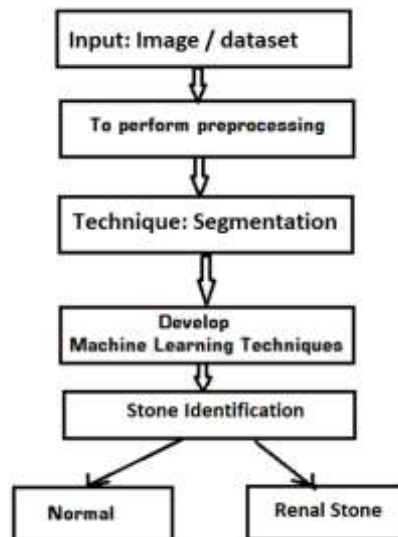 Input: Image / dataset
To perform preprocessing
Technique: Segmentation
Develop
Machine Learning Techniques
Stone Identification
Normal
Renal Stone